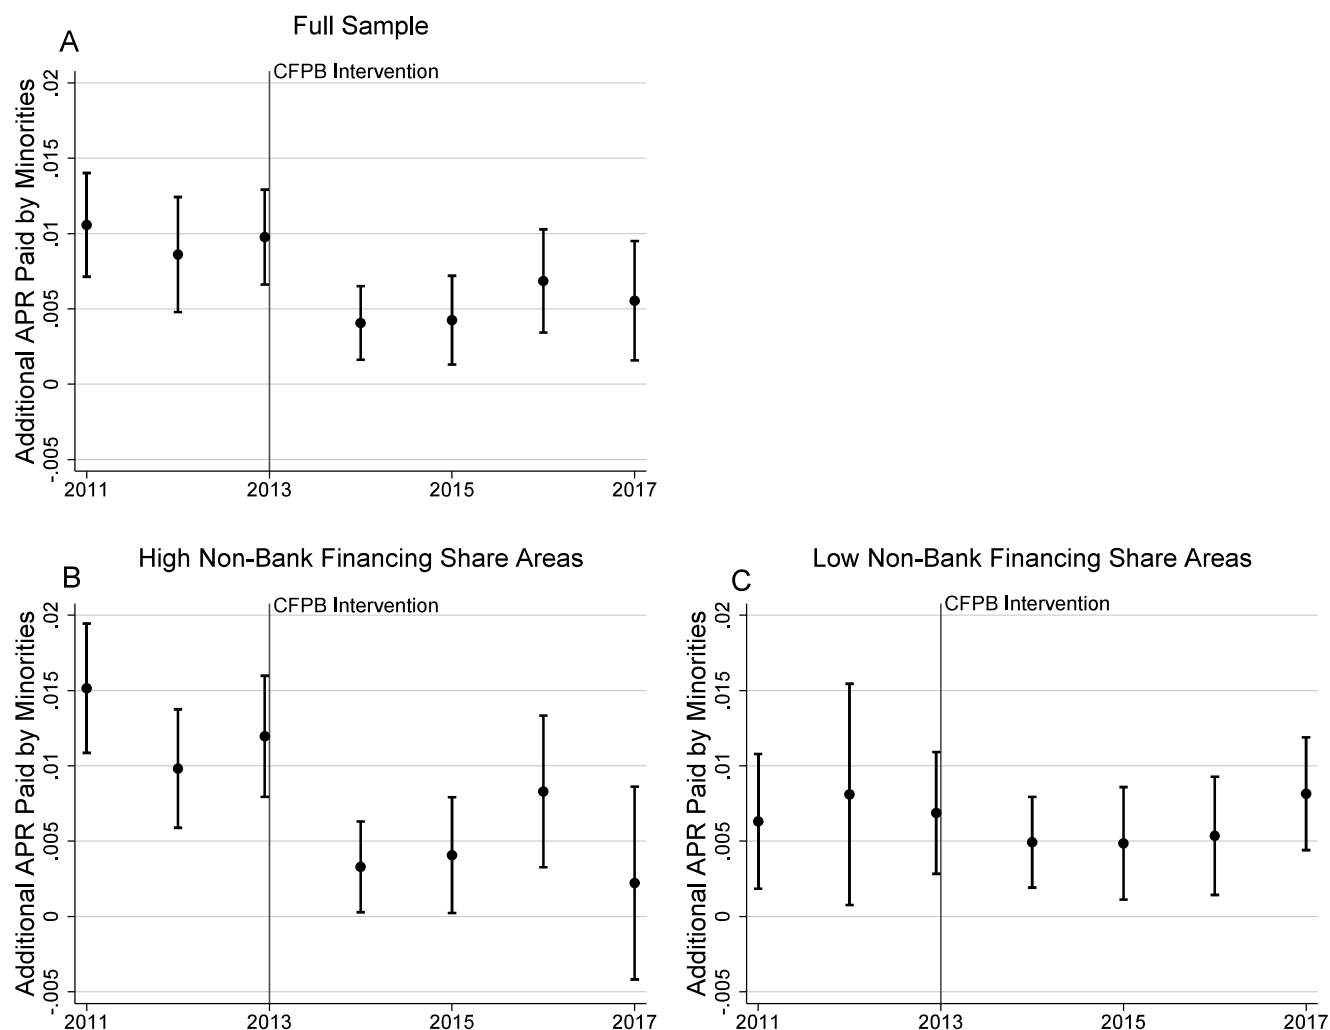 A
Full Sample
CFPB Intervention
Additional APR Paid by Minorities
.02
.015
.01
.005
0
-.005
2011
2013
2015
2017
B
High Non-Bank Financing Share Areas
CFPB Intervention
Additional APR Paid by Minorities
.02
.015
.01
.005
0
-.005
2011
2013
2015
2017
C
Low Non-Bank Financing Share Areas
CFPB Intervention
Additional APR Paid by Minorities
.02
.015
.01
.005
0
-.005
2011
2013
2015
2017